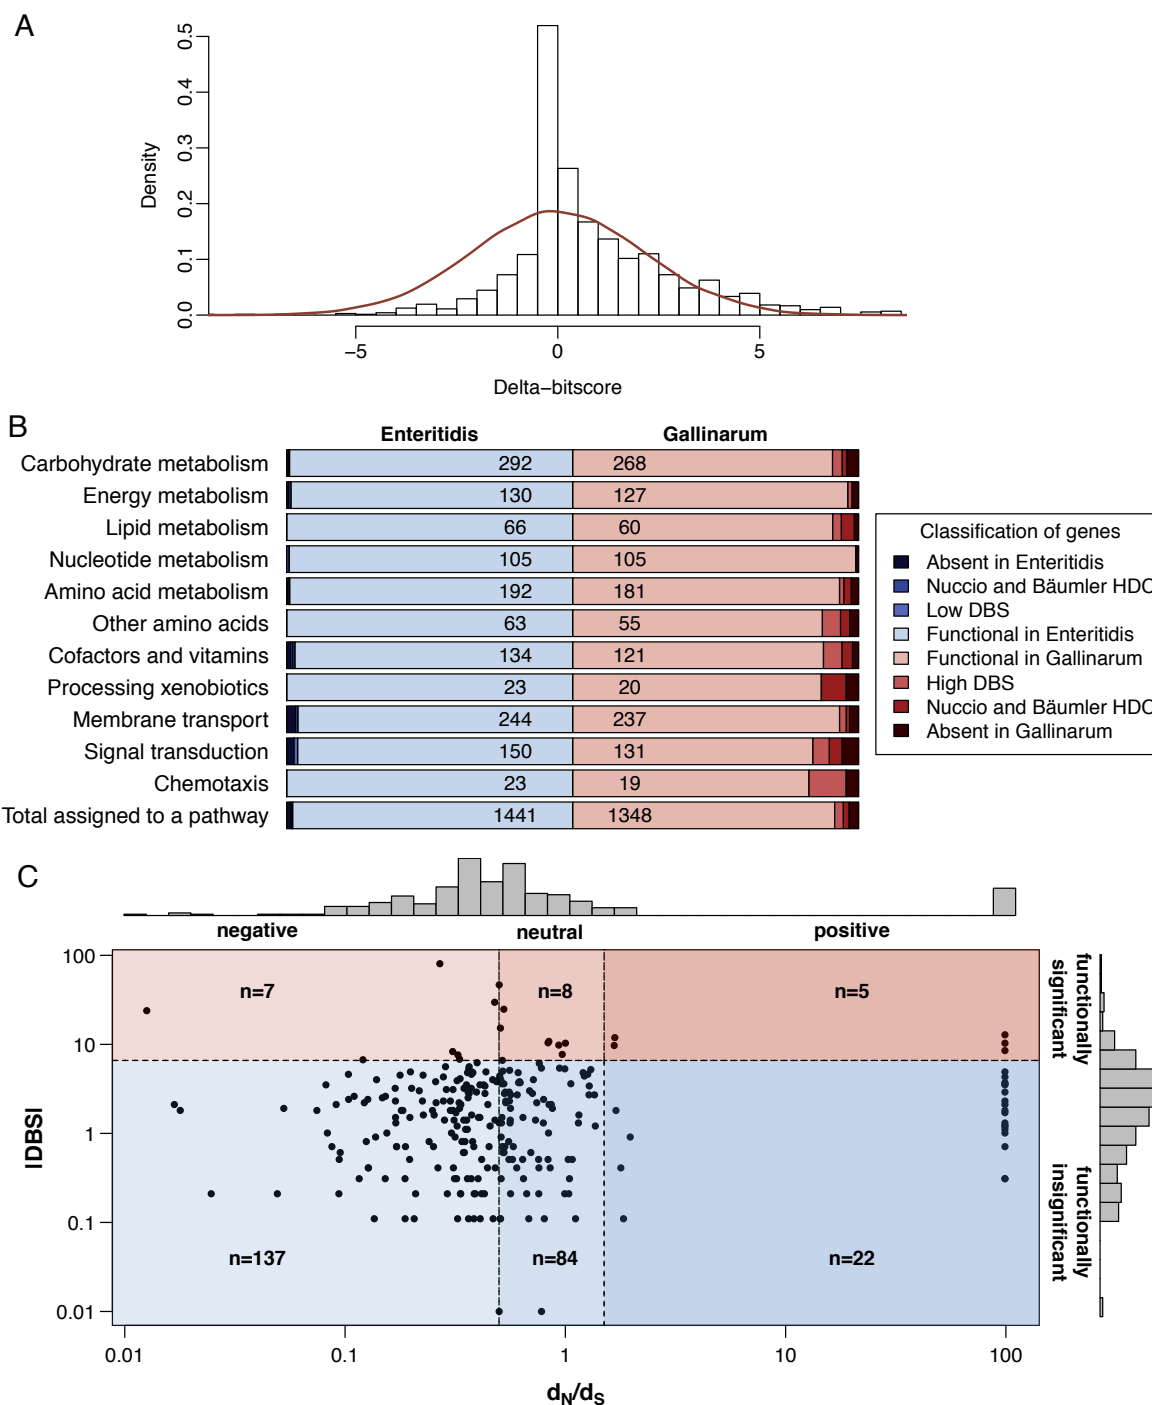 A
0.5
0.4
0.3
0.2
0.1
0.0
Density
−5 0 5
Delta−bitscore
B
Enteritidis Gallinarum
Carbohydrate metabolism 292 268
Energy metabolism 130 127
Lipid metabolism 66 60
Nucleotide metabolism 105 105
Amino acid metabolism 192 181
Other amino acids 63 55
Cofactors and vitamins 134 121
Processing xenobiotics 23 20
Membrane transport 244 237
Signal transduction 150 131
Chemotaxis 23 19
Total assigned to a pathway 1441 1348
Classification of genes
Absent in Enteritidis
Nuccio and Bäumler HDC
Low DBS
Functional in Enteritidis
Functional in Gallinarum
High DBS
Nuccio and Bäumler HDC
Absent in Gallinarum
C
negative neutral positive
100
10
1
0.1
0.01
|DBS|
n=7 n=8 n=5
n=137 n=84 n=22
functionally
significant
functionally
insignificant
0.01 0.1 1 10 100
dN/dS